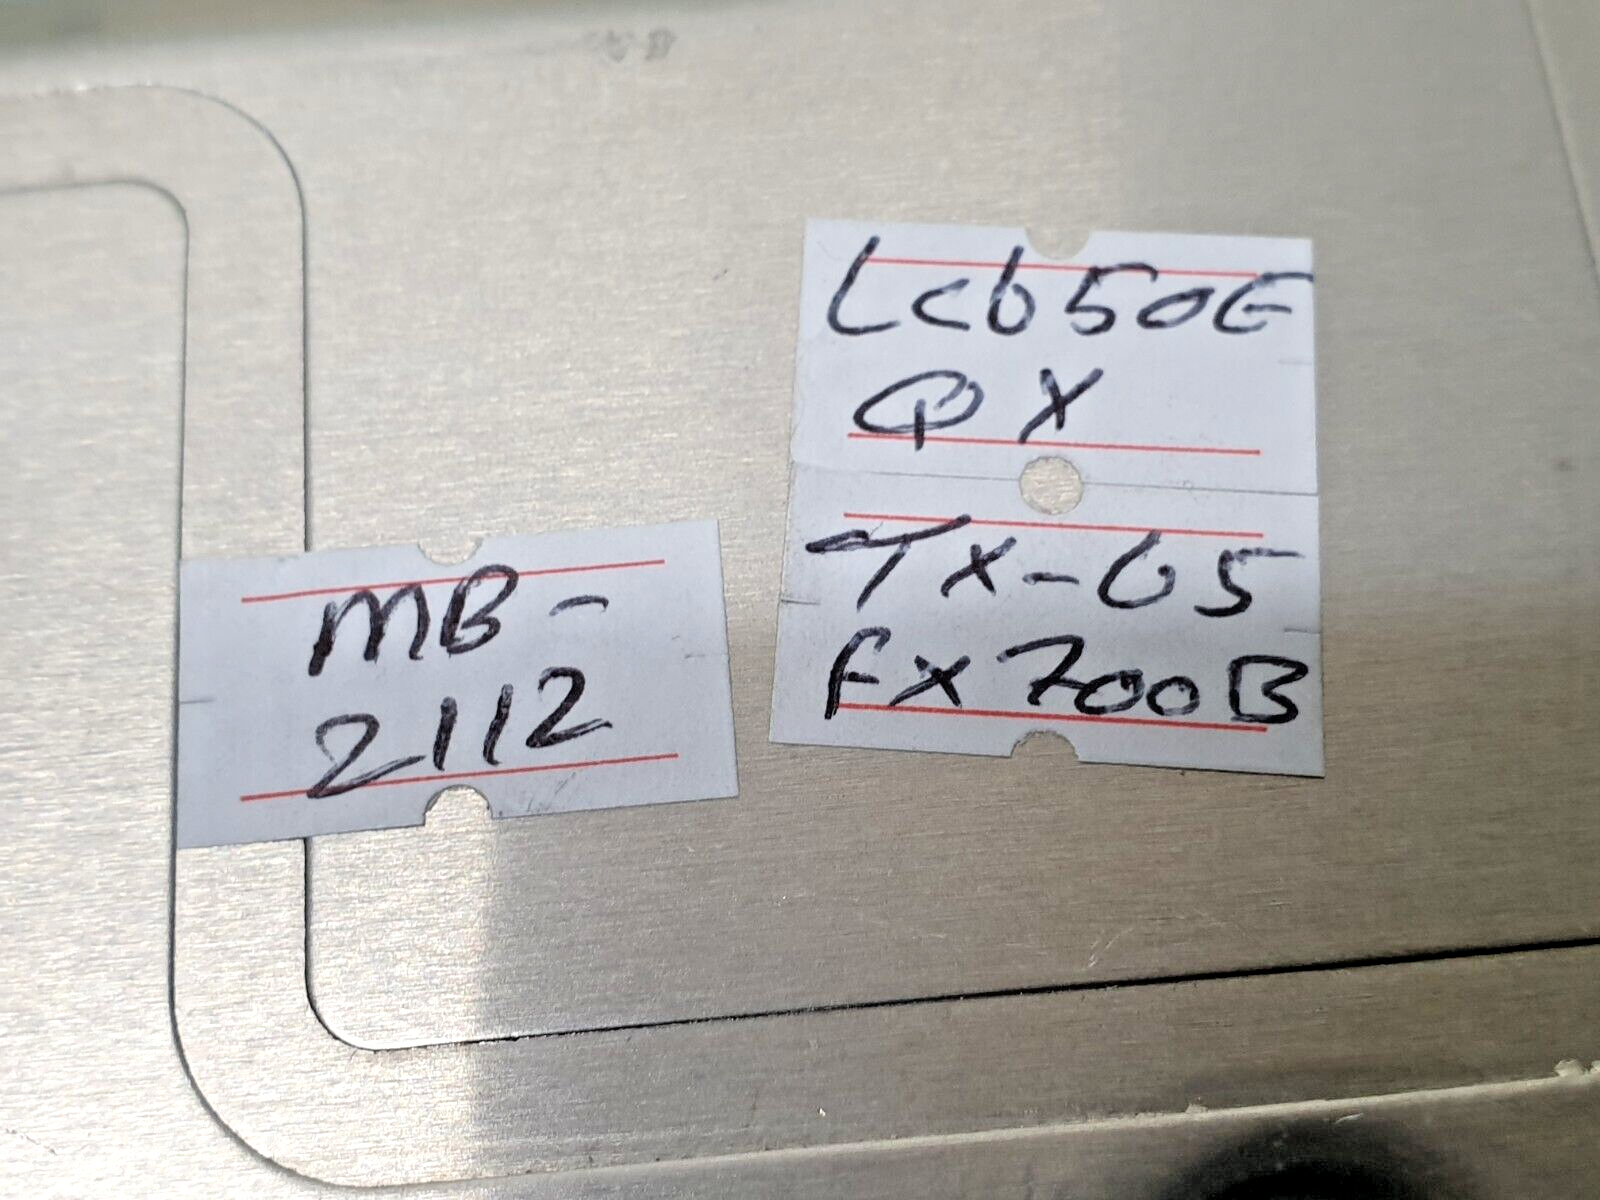 MB-
2112
Lc650E
QX
TX-65
FX700B